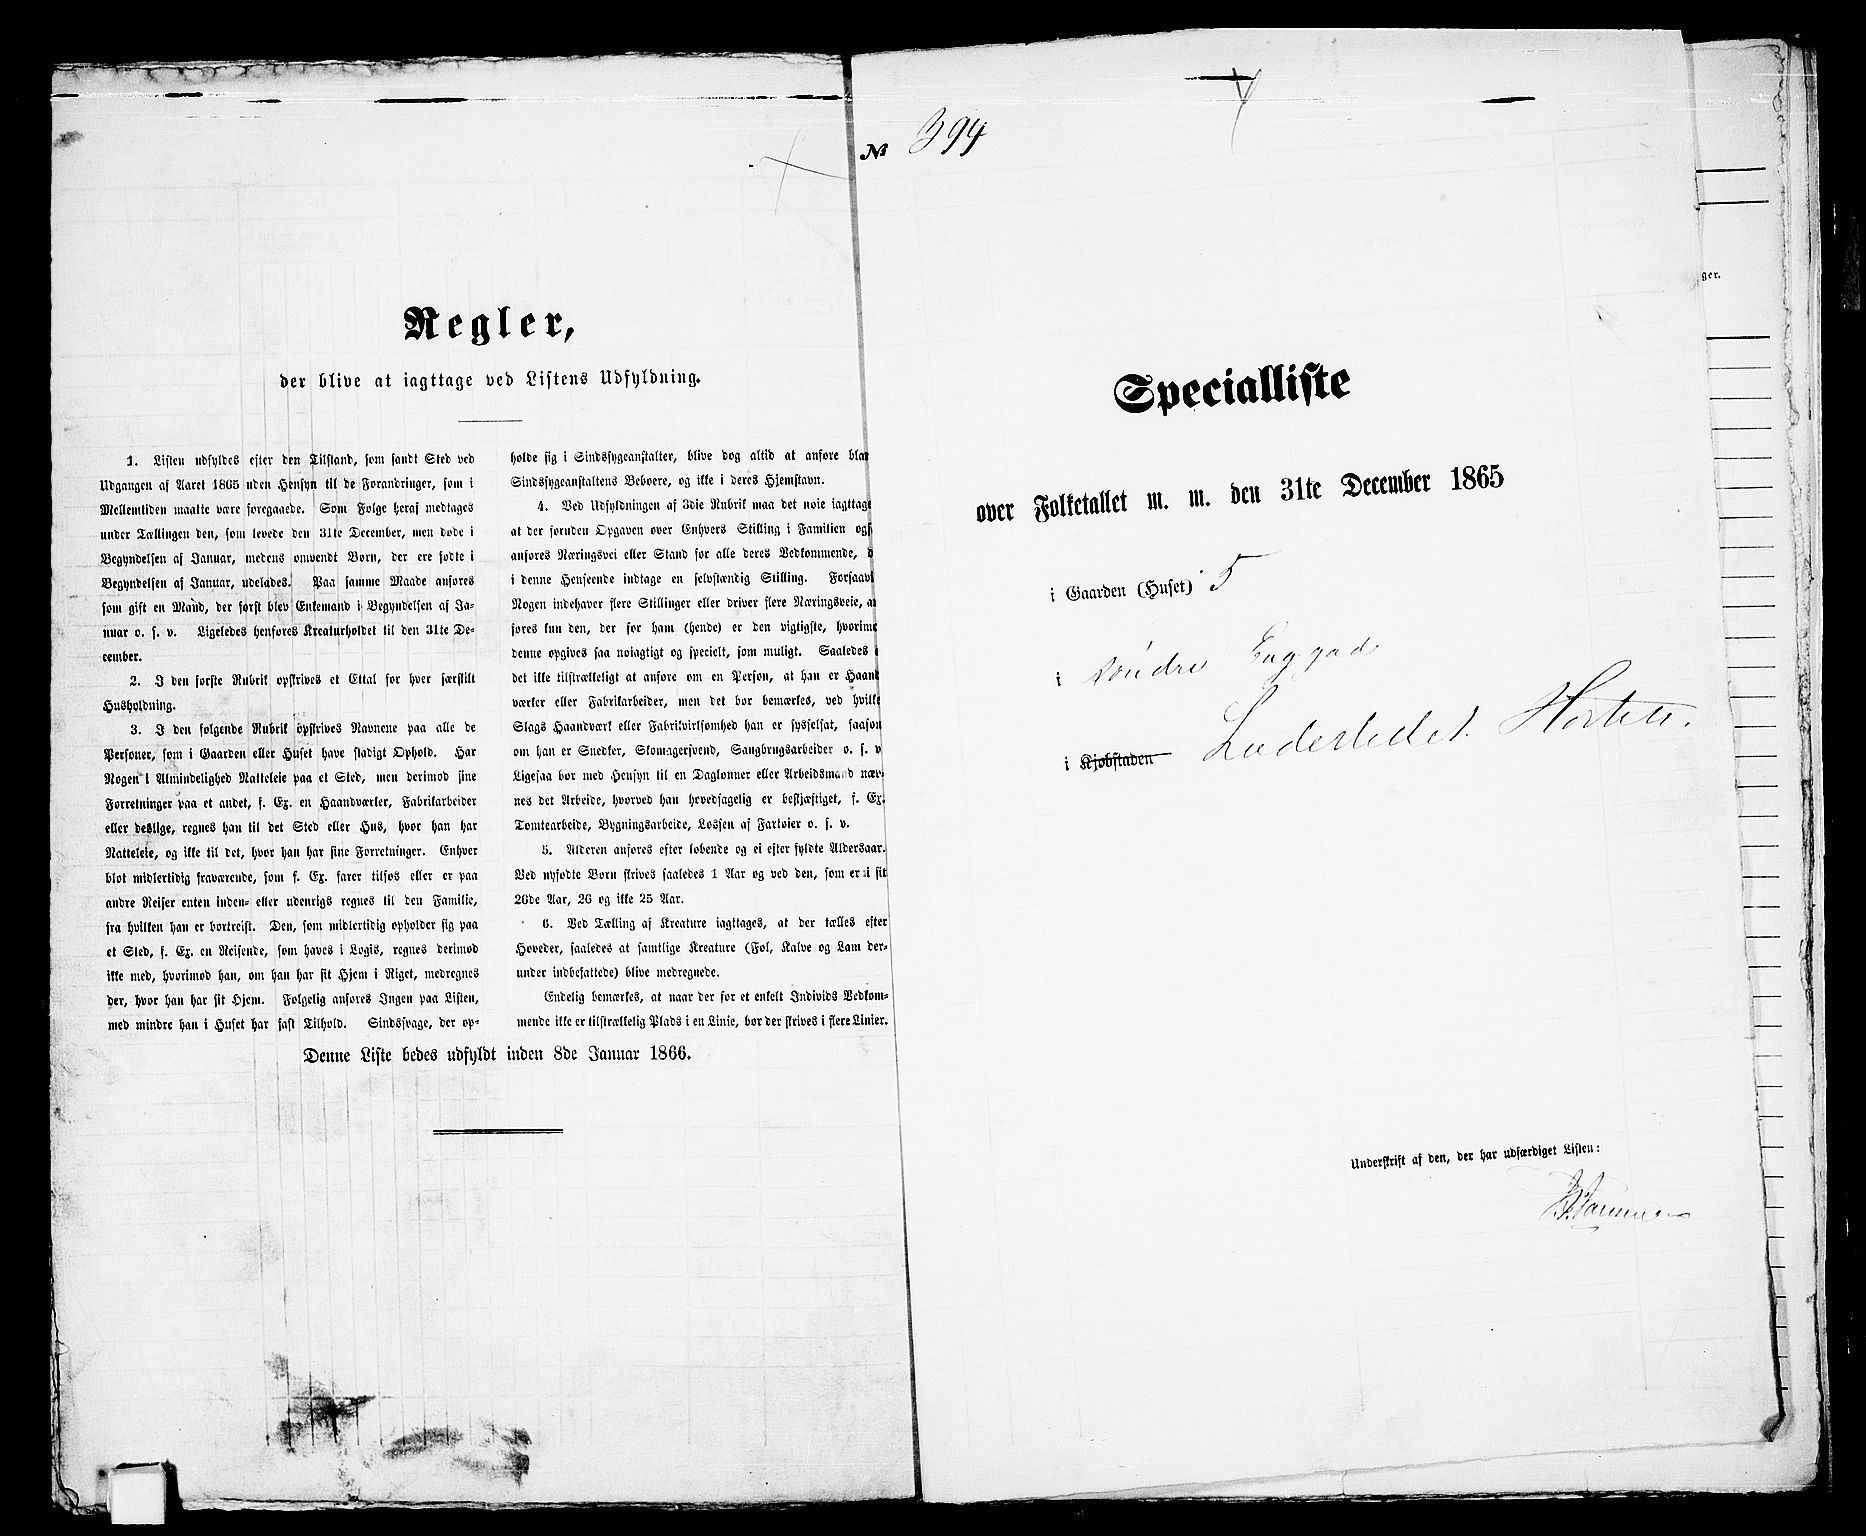 Regler,
der blive at iagttage ved Listens Udfyldning.
1. Listen udfyldes efter den Tilstand, som fandt Sted ved
Udgangen af Aaret 1865 uden Hensyn til de Forandringer, som i
Mellemtiden maatte være foregaaede. Som Følge heraf medtages
under Tællingen den, som levede den 31te December, men døde i
Begyndelsen af Januar, medens omvendt Børn, der ere fødte i
Begyndelsen af Januar, udelades. Paa samme Maade anføres
som gift en Mand, der først blev Enkemand i Begyndelsen af Ja-
nuar o. s. v. Ligeledes henføres Kreaturholdet til den 31te De-
cember.
2. I den første Rubrik opskrives et Ettal for hver særskilt
Husholdning.
3. I den følgende Rubrik opskrives Navnene paa alle de
Personer, som i Gaarden eller Huset have stadigt Ophold. Har
Nogen i Almindelighed Natteleie paa et Sted, men derimod sine
Forretninger paa et andet, f. Ex. en Haandværker, Fabrikarbeider
eller deslige, regnes han til det Sted eller Hus, hvor han har
Natteleie, og ikke til det, hvor han har sine Forretninger. Enhver
blot midlertidig fraværende, som f. Ex. farer tilsøs eller er paa
andre Reiser enten inden- eller udenrigs regnes til den Familie,
fra hvilken han er bortreist. Den, som midlertidig opholder sig paa
et Sted, f. Ex. en Reisende, som haves i Logis, regnes derimod
ikke med, hvorimod han, om han har sit Hjem i Riget, medregnes
der, hvor han har sit Hjem. Følgelig anføres Ingen paa Listen,
med mindre han i Huset har fast Tilhold. Sindssvage, der op-
holde sig i Sindssygeanstalter, blive dog altid at anføre blan
Sindssygeanstaltens Beboere, og ikke i deres Hjemstavn.
4. Ved Udfyldningen af 3die Rubrik maa det nøie iagttage
at der foruden Opgaven over Enhvers Stilling i Familien ogs
anføres Næringsvei eller Stand for alle deres Vedkommende, d
i denne Henseende indtage en selvstændig Stilling. Forsaavi
Nogen indehaver flere Stillinger eller driver flere Næringsveie, an
føres kun den, der for ham (hende) er den vigtigste, hvorimo
denne opgives saa nøiagtigt og specielt, som muligt. Saaledes e
det ikke tilstrækkeligt at anføre om en Person, at han er Haand
værker eller Fabrikarbeider, men det bør bemærkes, ved hvilke
Slags Haandværk eller Fabrikvirksomhed han er sysselsat, saasom
om han er Snedker, Skomagersvend, Sangbrugsarbeider o. s. v
Ligesaa bør med Hensyn til en Dagløn­ner eller Arbeidsmand næv-
nes det Arbeide, hvorved han hovedsagelig er beskjæftiget, f. Ex.
Tomtearbeide, Bygningsarbeide, Losjen af Fartøier o. s. v.
5. Alderen anføres efter løbende og ei efter fyldte Aldersaar.
Ved nyfødte Børn skrives saaledes 1 Aar og ved den, som er i sit
26de Aar, 26 og ikke 25 Aar.
6. Ved Tælling af Kreature iagttages, at der tælles efter
Hoveder, saaledes at samtlige Kreature (Føl, Kalve og Lam der-
under indbefattede) blive medregnede.
Endelig bemærkes, at naar der for et enkelt Individs Vedkom-
mende ikke er tilstrækkelig Plads i en Linie, bør der skrives i flere Linier.
Denne Liste bedes udfyldt inden 8de Januar 1866.
№ 394
Specialliste
over Folketallet m. m. den 31te December 1865
i Gaarden (Huset) 5
i Søndre Enggade
i Kjøbstaden Ladestedet Horten.
Underskrift af den, der har udfærdiget Listen:
ger.